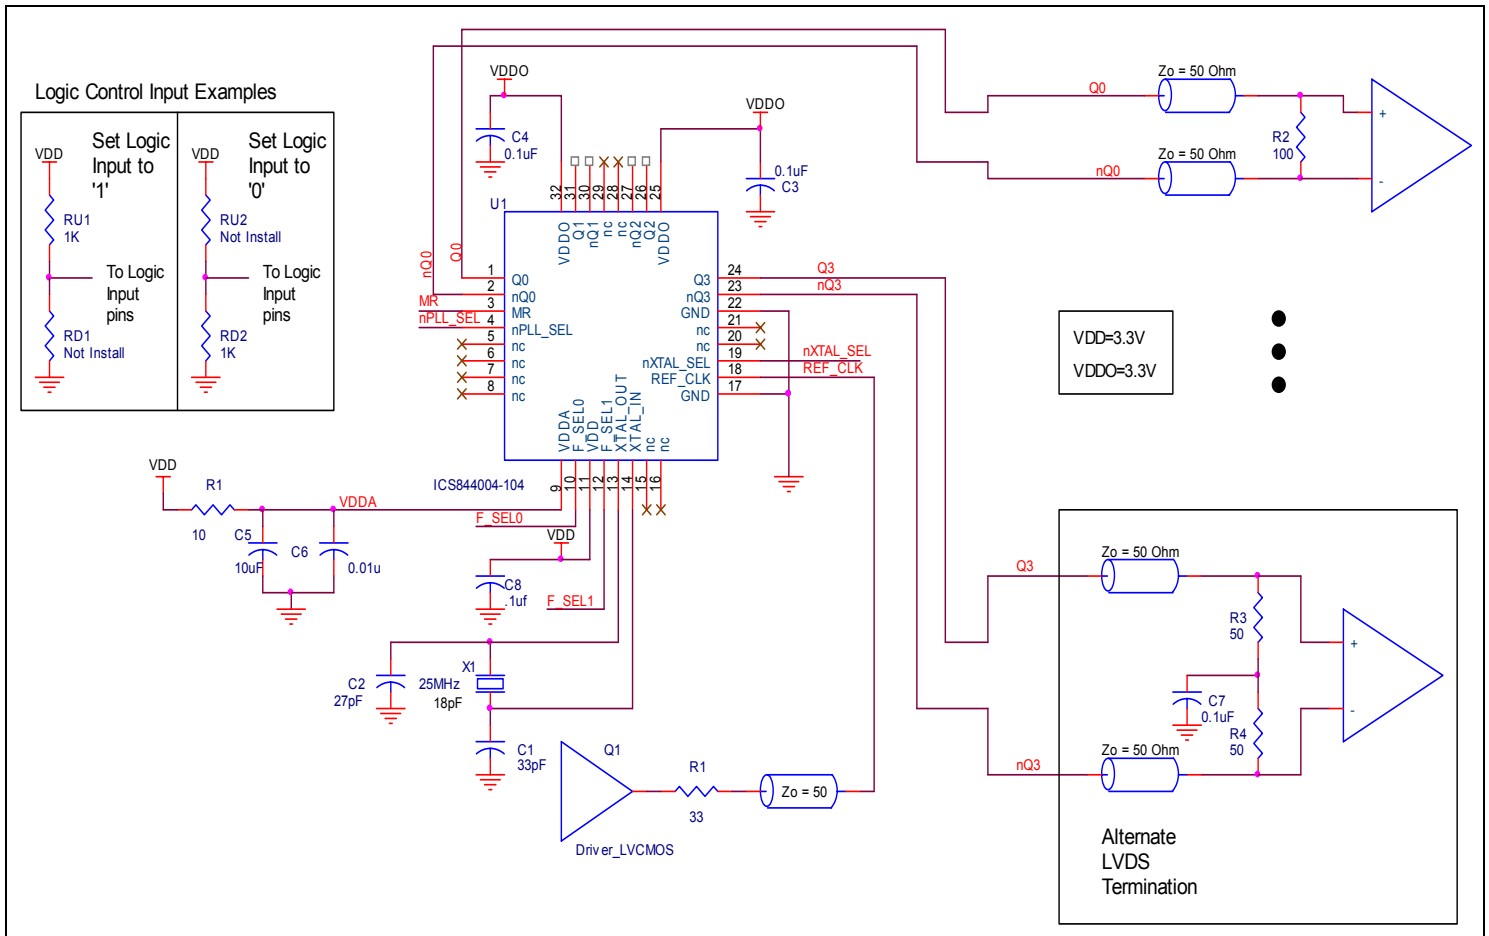 Logic Control Input Examples
Set Logic
Input to
'1'
VDD
RU1
1K
To Logic
Input
pins
RD1
Not Install
Set Logic
Input to
'0'
VDD
RU2
Not Install
To Logic
Input
pins
RD2
1K
VDDO
C4
0.1uF
VDDO
0.1uF
C3
U1
32
31
30
29
28
27
26
25
VDDO
Q1
nQ1
nc
nc
nQ2
Q2
VDDO
nQ0
Q0
MR
nPLL_SEL
1
2
3
4
5
6
7
8
Q0
nQ0
MR
nPLL_SEL
nc
nc
nc
nc
24
23
22
21
20
19
18
17
Q3
nQ3
GND
nc
nc
nXTAL_SEL
REF_CLK
GND
Q3
nQ3
nXTAL_SEL
REF_CLK
VDDA
F_SEL0
VDD
F_SEL1
XTAL_OUT
XTAL_IN
nc
nc
9
10
11
12
13
14
15
16
ICS844004-104
VDD
R1
10
VDDA
C5
10uF
C6
0.01u
F_SEL0
VDD
C8
.1uf
F_SEL1
C2
27pF
X1
25MHz
18pF
C1
33pF
Q1
Driver_LVCMOS
R1
33
Zo = 50
Q0
Zo = 50 Ohm
R2
100
nQ0
Zo = 50 Ohm
+
-
VDD=3.3V
VDDO=3.3V
Q3
Zo = 50 Ohm
R3
50
C7
0.1uF
R4
50
nQ3
Zo = 50 Ohm
+
-
Alternate
LVDS
Termination